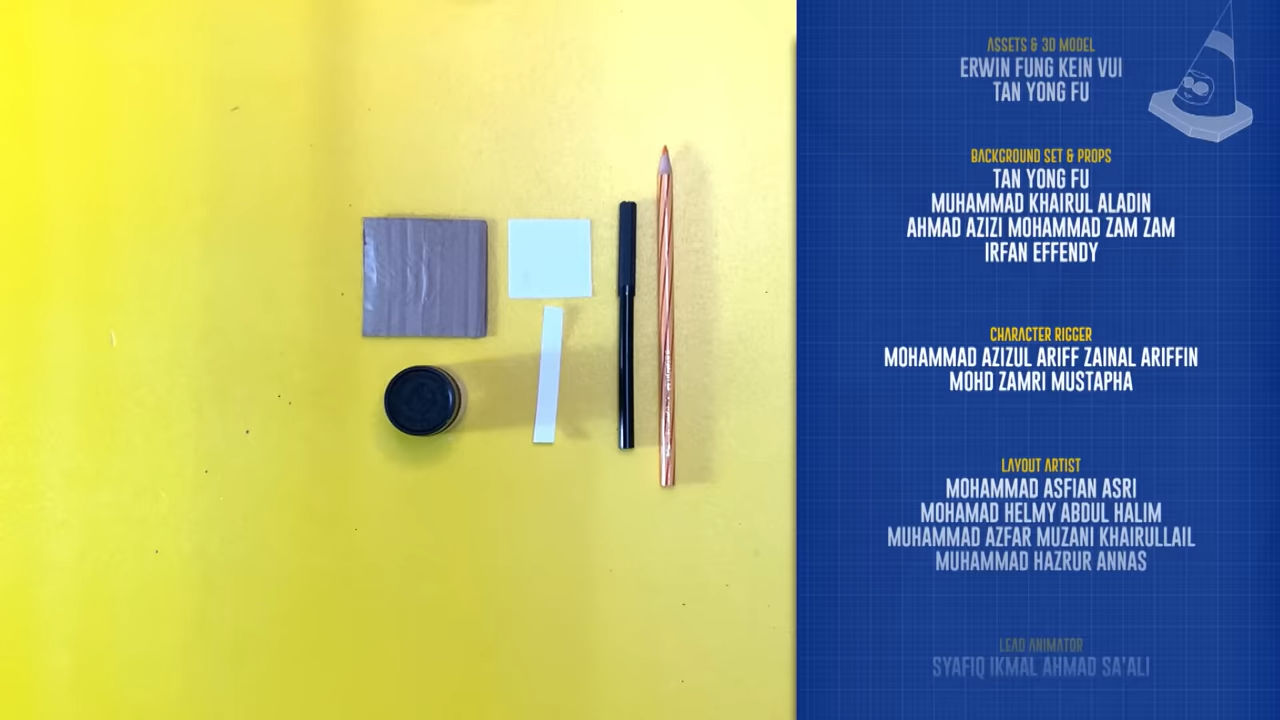 ASSETS & 3D MODEL
ERWIN FUNG KEIN VUI
TAN YONG FU
BACKGROUND SET & PROPS
TAN YONG FU
MUHAMMAD KHAIRUL ALADIN
AHMAD AZIZI MOHAMMAD ZAM ZAM
IRFAN EFFENDY
CHARACTER RIGGER
MOHAMMAD AZIZUL ARIFF ZAINAL ARIFFIN
MOHD ZAMRI MUSTAPHA
LAYOUT ARTIST
MOHAMMAD ASFIAN ASRI
MOHAMAD HELMY ABDUL HALIM
MUHAMMAD AZFAR MUZANI KHAIRULLAIL
MUHAMMAD HAZRUR ANNAS
LEAD ANIMATOR
SYAFIQ IKMAL AHMAD SA'ALI